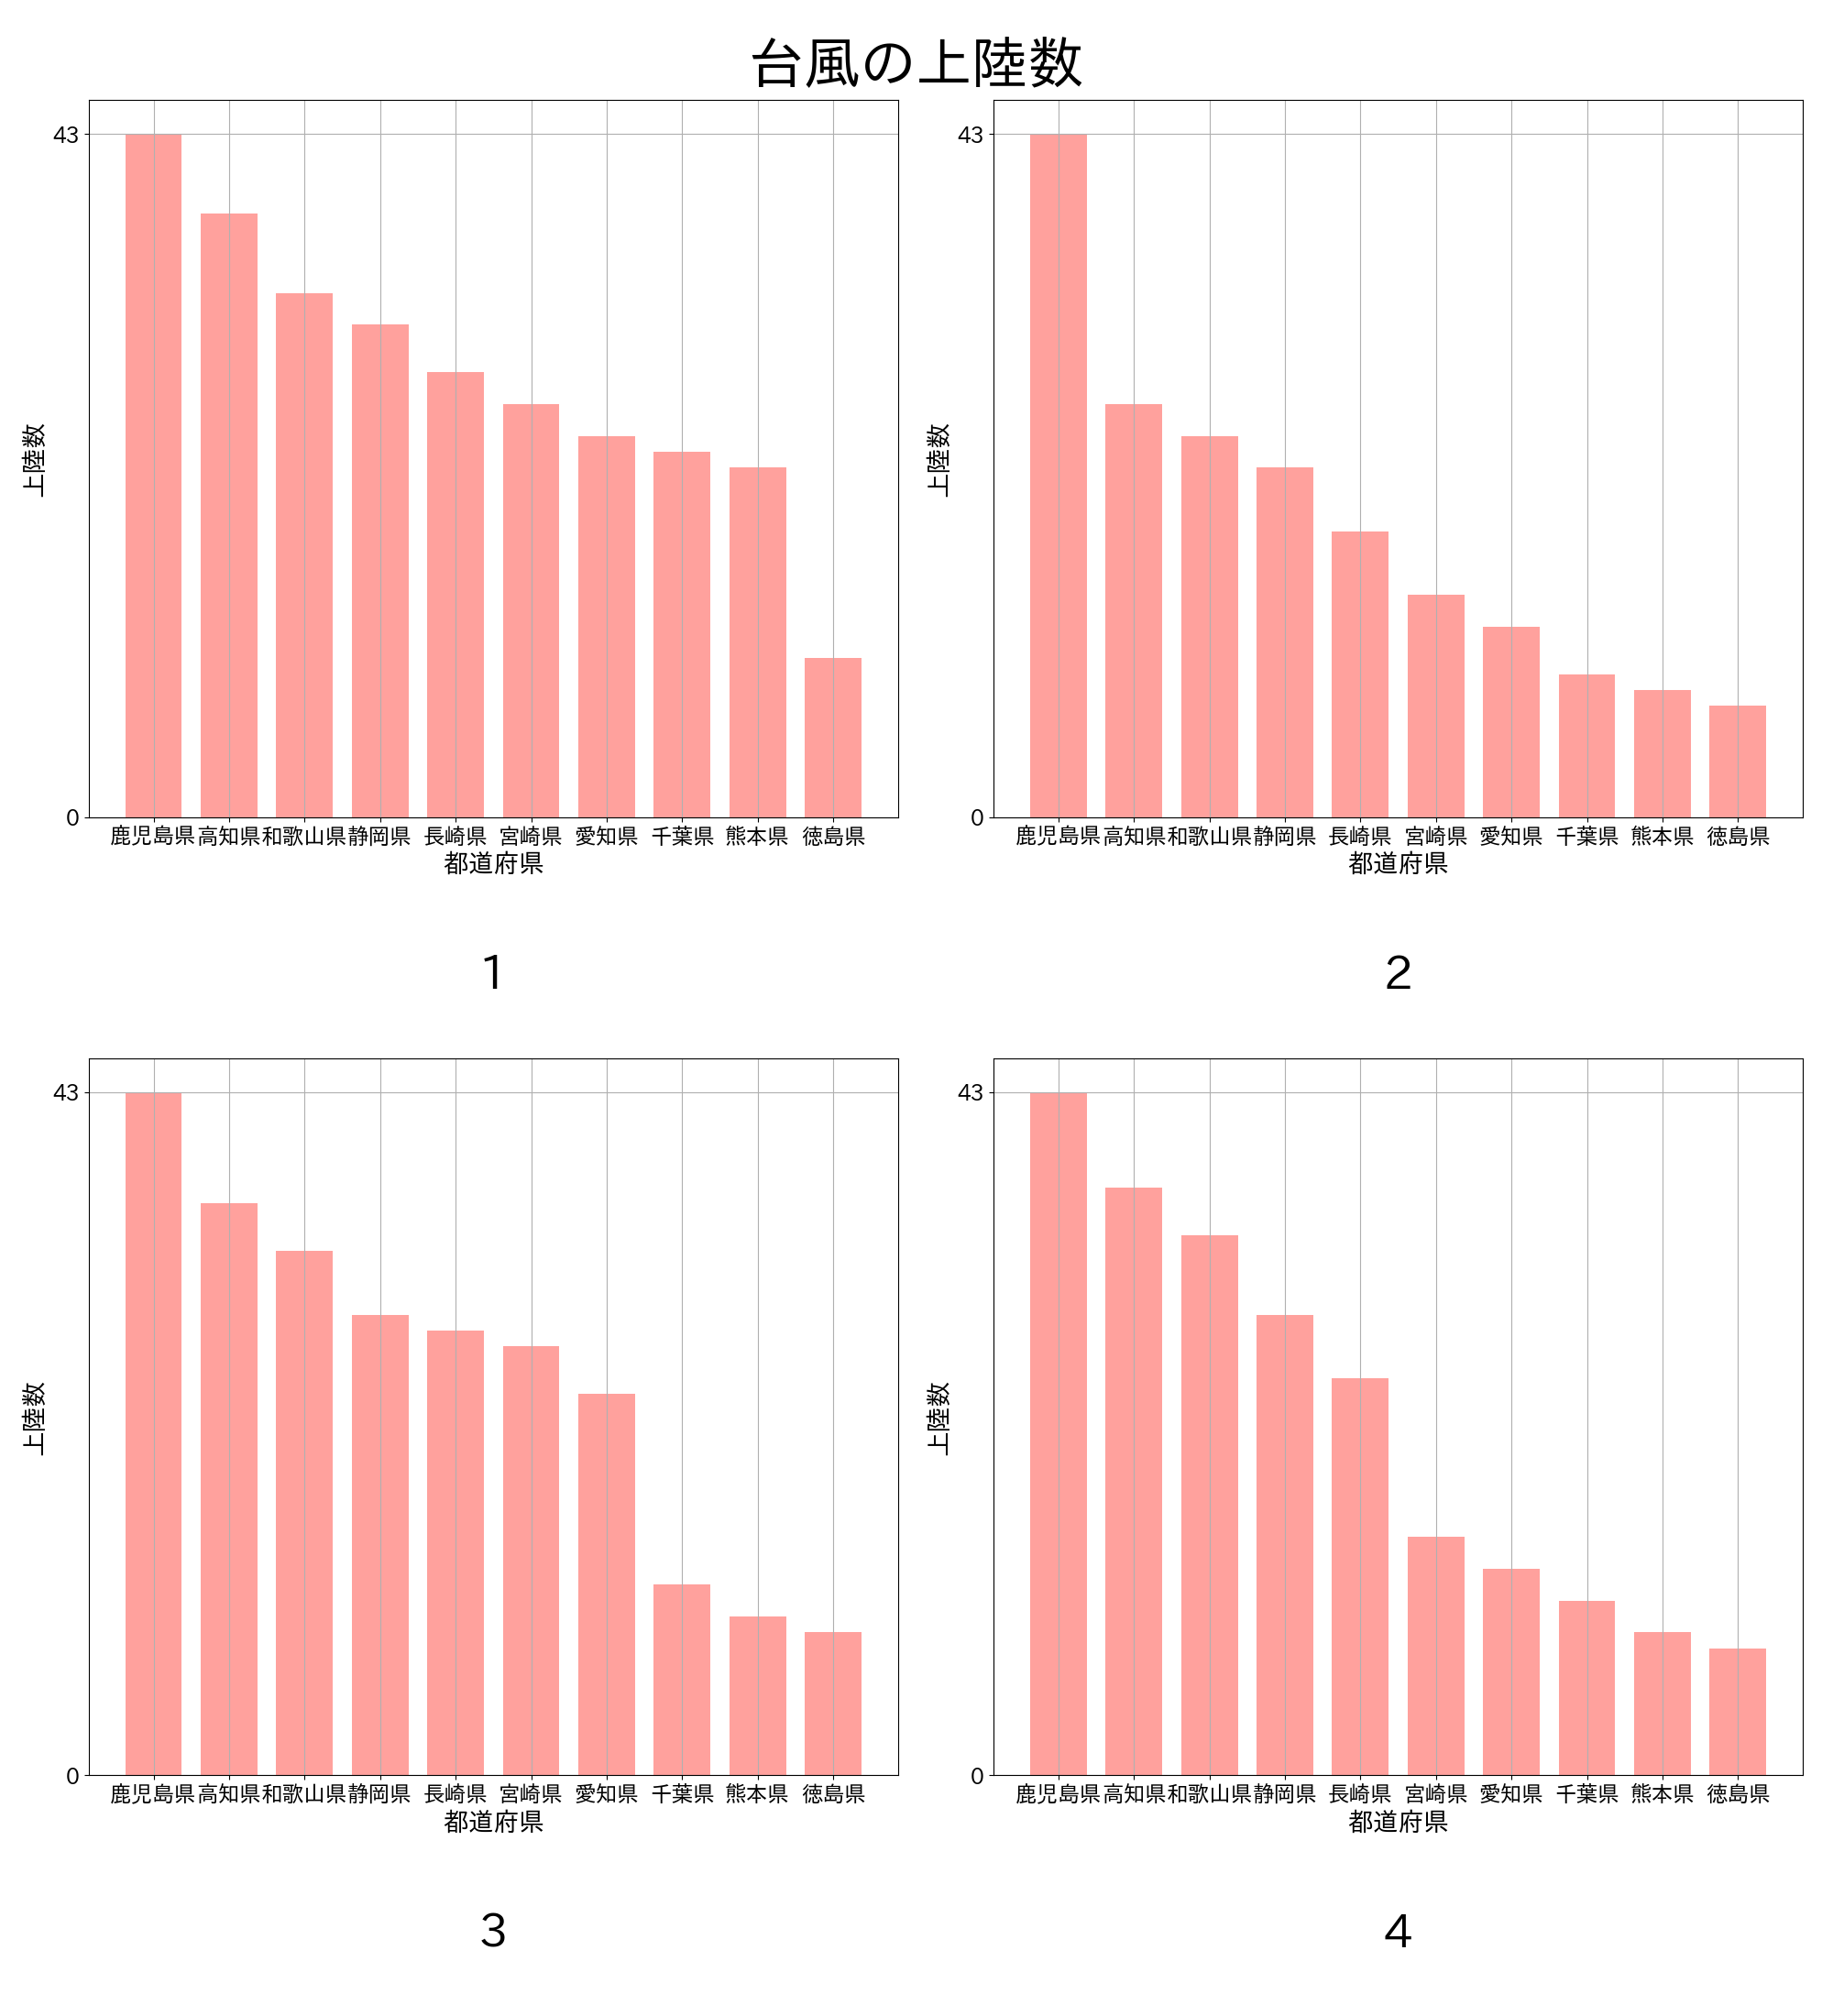 台風の上陸数
43
0
上陸数
鹿児島県 高知県 和歌山県 静岡県 長崎県 宮崎県 愛知県 千葉県 熊本県 徳島県
都道府県
1
43
0
上陸数
鹿児島県 高知県 和歌山県 静岡県 長崎県 宮崎県 愛知県 千葉県 熊本県 徳島県
都道府県
2
43
0
上陸数
鹿児島県 高知県 和歌山県 静岡県 長崎県 宮崎県 愛知県 千葉県 熊本県 徳島県
都道府県
3
43
0
上陸数
鹿児島県 高知県 和歌山県 静岡県 長崎県 宮崎県 愛知県 千葉県 熊本県 徳島県
都道府県
4